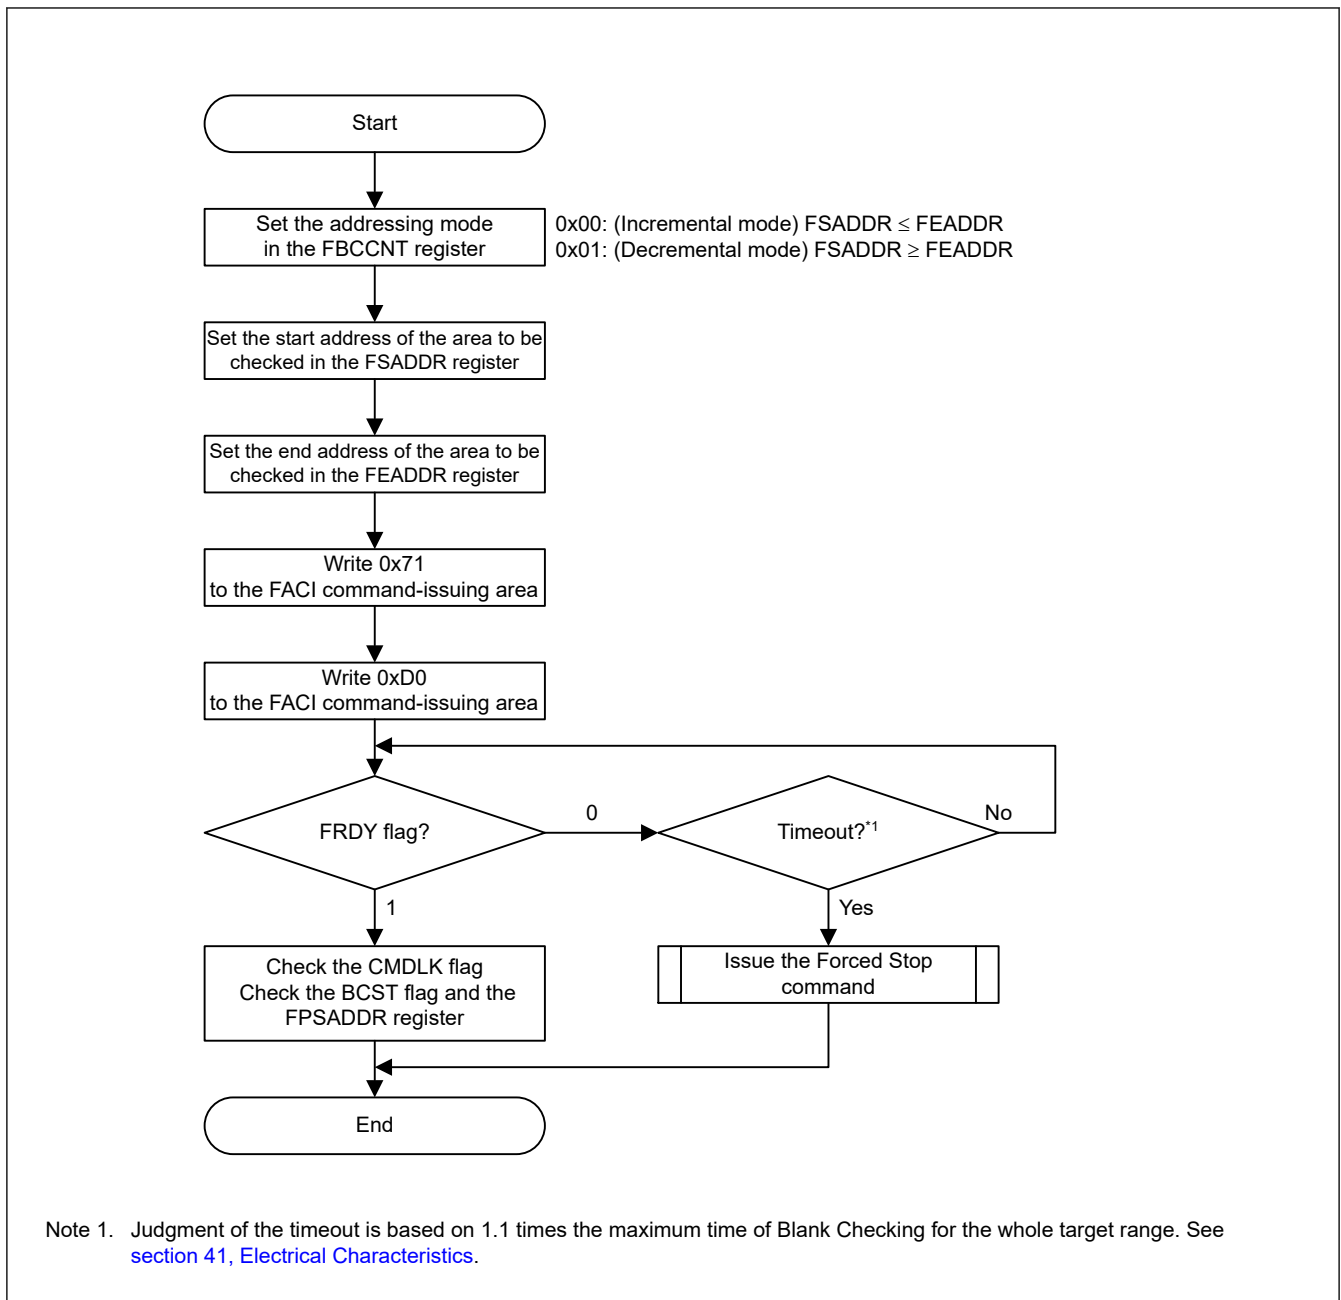 Start
Set the addressing mode
in the FBCCNT register
0x00: (Incremental mode) FSADDR ≤ FEADDR
0x01: (Decremental mode) FSADDR ≥ FEADDR
Set the start address of the area to be
checked in the FSADDR register
Set the end address of the area to be
checked in the FEADDR register
Write 0x71
to the FACI command-issuing area
Write 0xD0
to the FACI command-issuing area
FRDY flag?
0
Timeout?*1
No
1
Yes
Check the CMDLK flag
Check the BCST flag and the
FPSADDR register
Issue the Forced Stop
command
End
Note 1. Judgment of the timeout is based on 1.1 times the maximum time of Blank Checking for the whole target range. See
section 41, Electrical Characteristics.